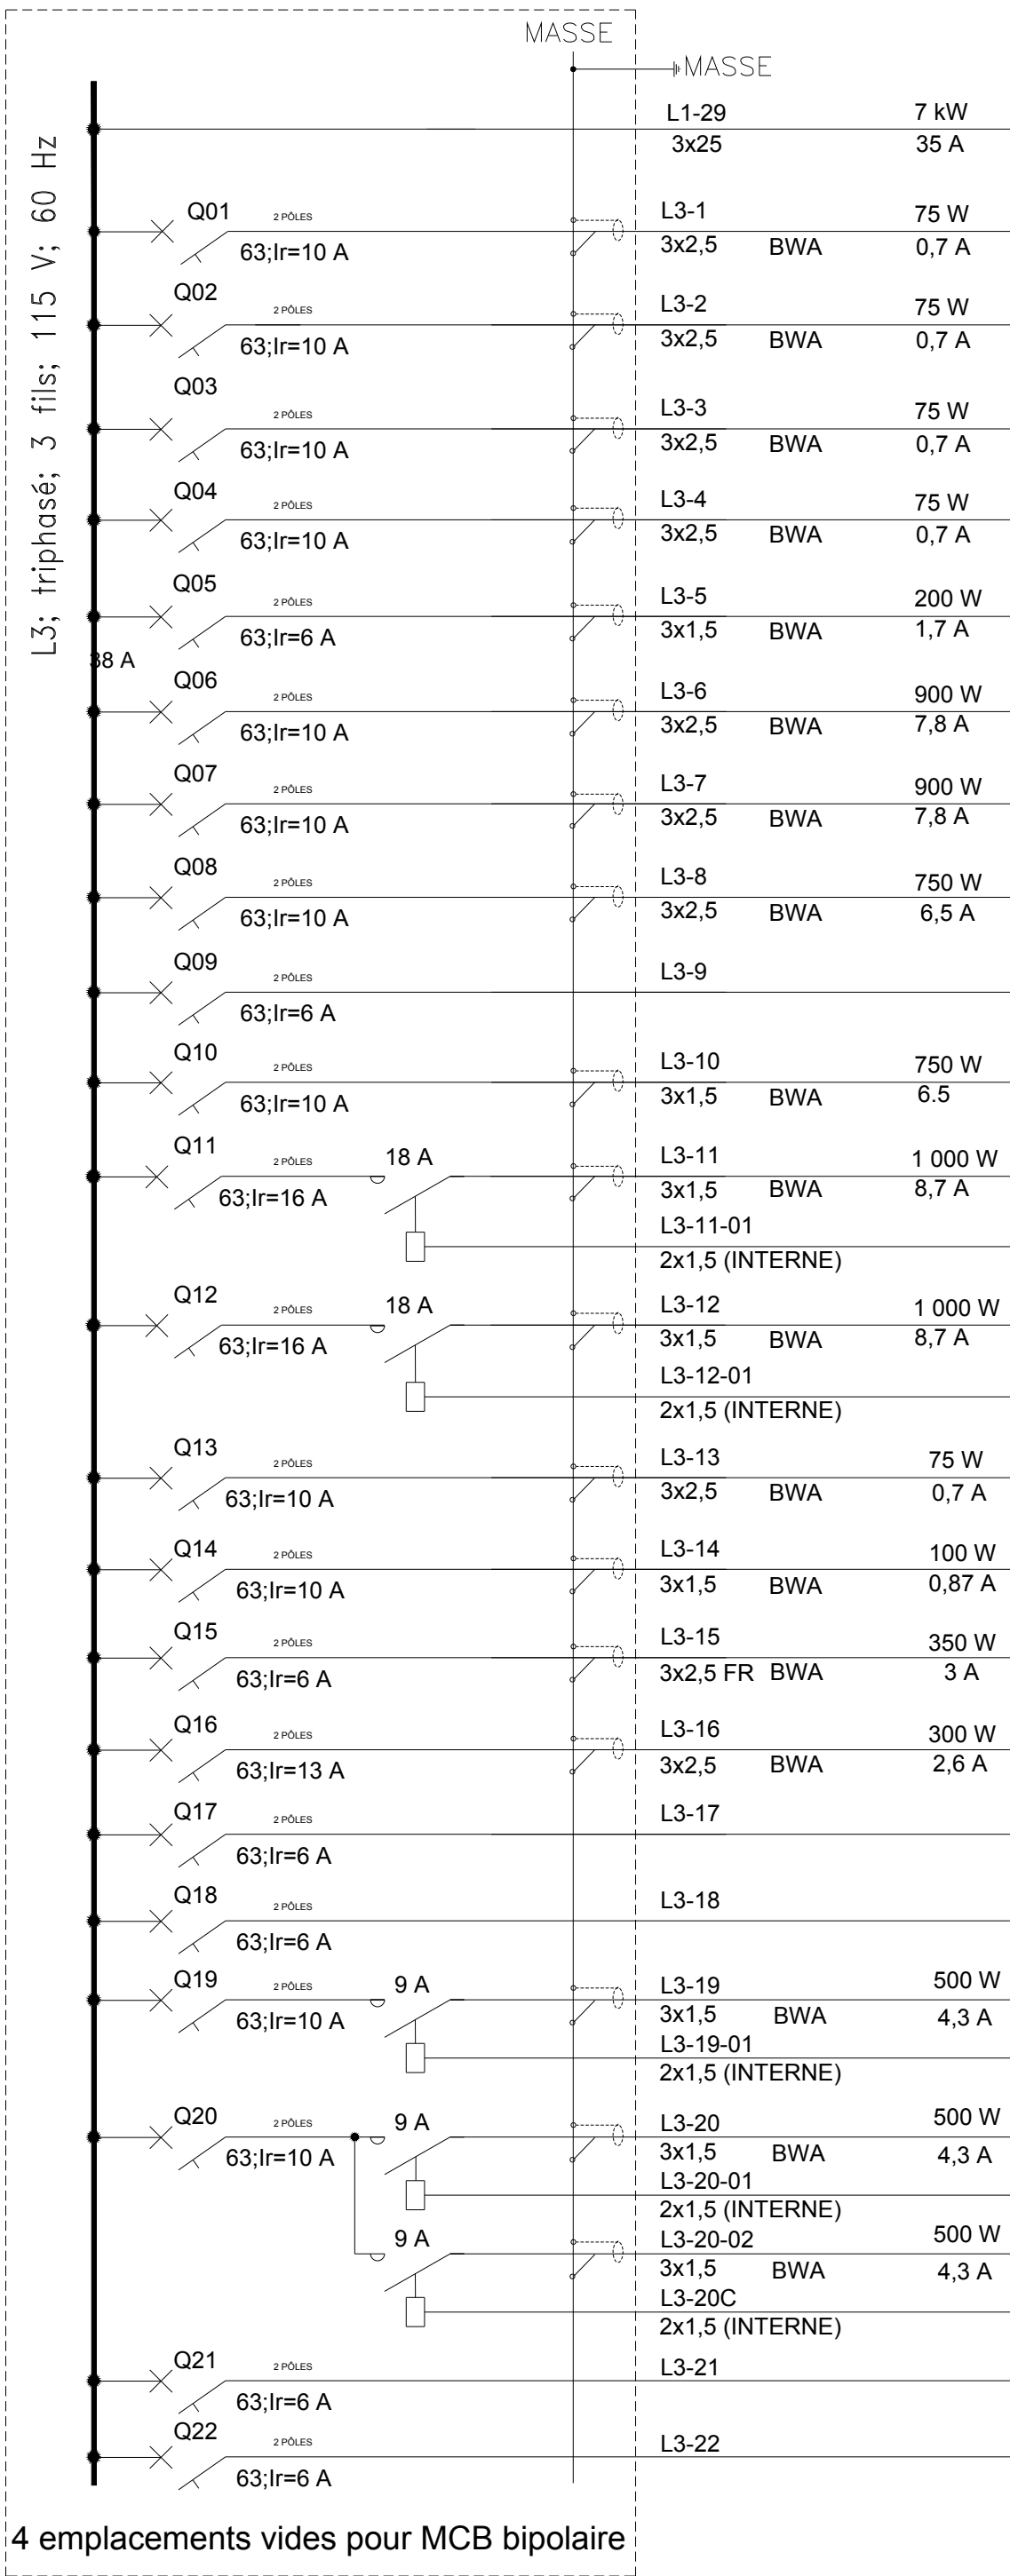 MASSE
MASSE
L3; triphasé; 3 fils; 115 V; 60 Hz
38 A
L1-29 7 kW
3x25 35 A
Q01 2 PÔLES L3-1 75 W
63;Ir=10 A 3x2,5 BWA 0,7 A
Q02 2 PÔLES L3-2 75 W
63;Ir=10 A 3x2,5 BWA 0,7 A
Q03 2 PÔLES L3-3 75 W
63;Ir=10 A 3x2,5 BWA 0,7 A
Q04 2 PÔLES L3-4 75 W
63;Ir=10 A 3x2,5 BWA 0,7 A
Q05 2 PÔLES L3-5 200 W
63;Ir=6 A 3x1,5 BWA 1,7 A
Q06 2 PÔLES L3-6 900 W
63;Ir=10 A 3x2,5 BWA 7,8 A
Q07 2 PÔLES L3-7 900 W
63;Ir=10 A 3x2,5 BWA 7,8 A
Q08 2 PÔLES L3-8 750 W
63;Ir=10 A 3x2,5 BWA 6,5 A
Q09 2 PÔLES L3-9
63;Ir=6 A
Q10 2 PÔLES L3-10 750 W
63;Ir=10 A 3x1,5 BWA 6.5
Q11 2 PÔLES 18 A L3-11 1 000 W
63;Ir=16 A 3x1,5 BWA 8,7 A
L3-11-01
2x1,5 (INTERNE)
Q12 2 PÔLES 18 A L3-12 1 000 W
63;Ir=16 A 3x1,5 BWA 8,7 A
L3-12-01
2x1,5 (INTERNE)
Q13 2 PÔLES L3-13 75 W
63;Ir=10 A 3x2,5 BWA 0,7 A
Q14 2 PÔLES L3-14 100 W
63;Ir=10 A 3x1,5 BWA 0,87 A
Q15 2 PÔLES L3-15 350 W
63;Ir=6 A 3x2,5 FR BWA 3 A
Q16 2 PÔLES L3-16 300 W
63;Ir=13 A 3x2,5 BWA 2,6 A
Q17 2 PÔLES L3-17
63;Ir=6 A
Q18 2 PÔLES L3-18
63;Ir=6 A
Q19 2 PÔLES 9 A L3-19 500 W
63;Ir=10 A 3x1,5 BWA 4,3 A
L3-19-01
2x1,5 (INTERNE)
Q20 2 PÔLES 9 A L3-20 500 W
63;Ir=10 A 3x1,5 BWA 4,3 A
L3-20-01
2x1,5 (INTERNE)
9 A L3-20-02 500 W
3x1,5 BWA 4,3 A
L3-20C
2x1,5 (INTERNE)
Q21 2 PÔLES L3-21
63;Ir=6 A
Q22 2 PÔLES L3-22
63;Ir=6 A
4 emplacements vides pour MCB bipolaire